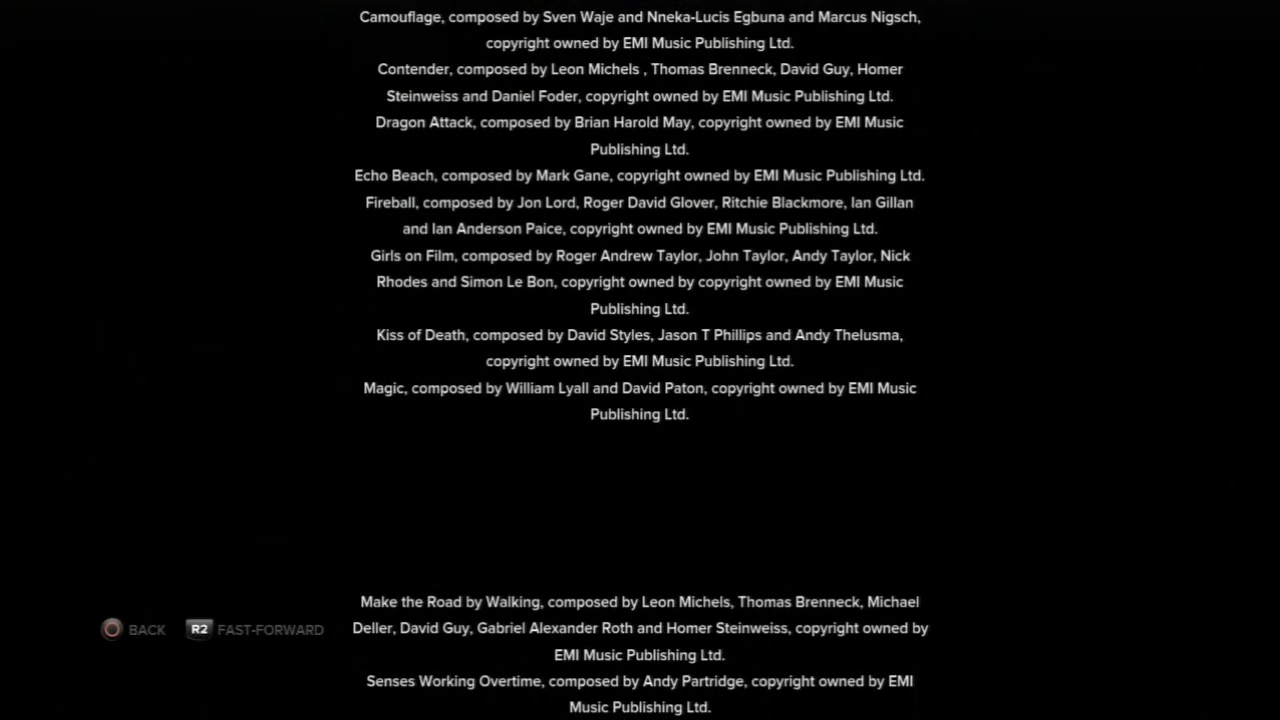 Camouflage, composed by Sven Waje and Nneka-Lucis Egbuna and Marcus Nigsch,
copyright owned by EMI Music Publishing Ltd.
Contender, composed by Leon Michels , Thomas Brenneck, David Guy, Homer
Steinweiss and Daniel Foder, copyright owned by EMI Music Publishing Ltd.
Dragon Attack, composed by Brian Harold May, copyright owned by EMI Music
Publishing Ltd.
Echo Beach, composed by Mark Gane, copyright owned by EMI Music Publishing Ltd.
Fireball, composed by Jon Lord, Roger David Glover, Ritchie Blackmore, Ian Gillan
and Ian Anderson Paice, copyright owned by EMI Music Publishing Ltd.
Girls on Film, composed by Roger Andrew Taylor, John Taylor, Andy Taylor, Nick
Rhodes and Simon Le Bon, copyright owned by copyright owned by EMI Music
Publishing Ltd.
Kiss of Death, composed by David Styles, Jason T Phillips and Andy Thelusma,
copyright owned by EMI Music Publishing Ltd.
Magic, composed by William Lyall and David Paton, copyright owned by EMI Music
Publishing Ltd.
Make the Road by Walking, composed by Leon Michels, Thomas Brenneck, Michael
Deller, David Guy, Gabriel Alexander Roth and Homer Steinweiss, copyright owned by
EMI Music Publishing Ltd.
Senses Working Overtime, composed by Andy Partridge, copyright owned by EMI
Music Publishing Ltd.
BACK R2 FAST-FORWARD